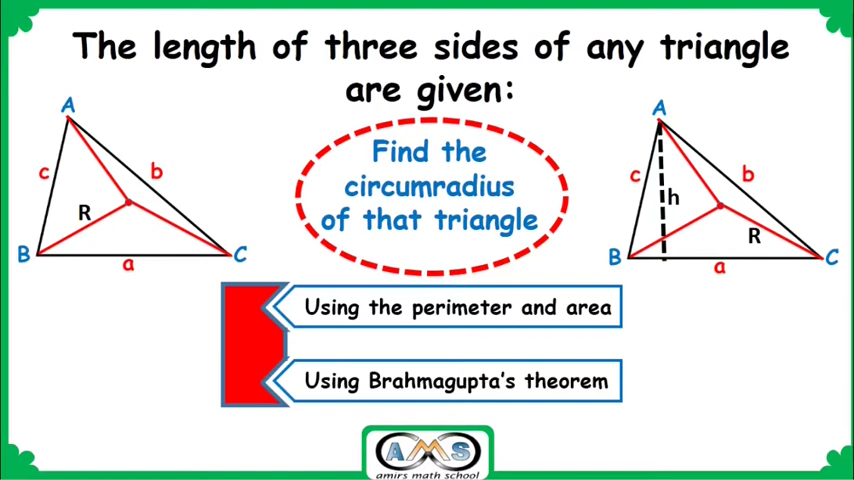 The length of three sides of any triangle
are given:
A
c
b
R
B
a
C
Find the
circumradius
of that triangle
A
c
b
h
R
B
a
C
Using the perimeter and area
Using Brahmagupta's theorem
AMS
amirs math school